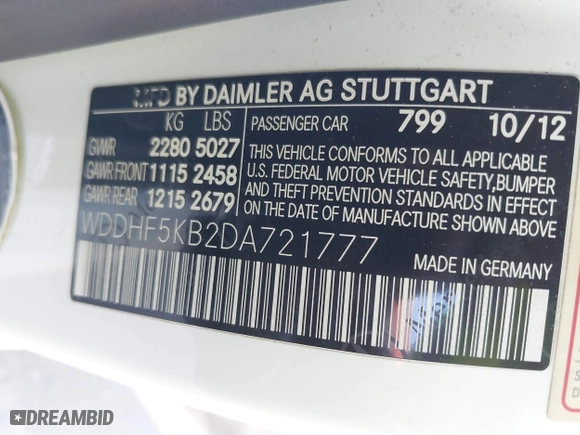 MFD BY DAIMLER AG STUTTGART
KG LBS
GVWR 2280 5027
GAWR FRONT 1115 2458
GAWR REAR 1215 2679
PASSENGER CAR 799 10/12
THIS VEHICLE CONFORMS TO ALL APPLICABLE
U.S. FEDERAL MOTOR VEHICLE SAFETY, BUMPER
AND THEFT PREVENTION STANDARDS IN EFFECT
ON THE DATE OF MANUFACTURE SHOWN ABOVE
WDDHF5KB2DA721777
MADE IN GERMANY
DREAMBID